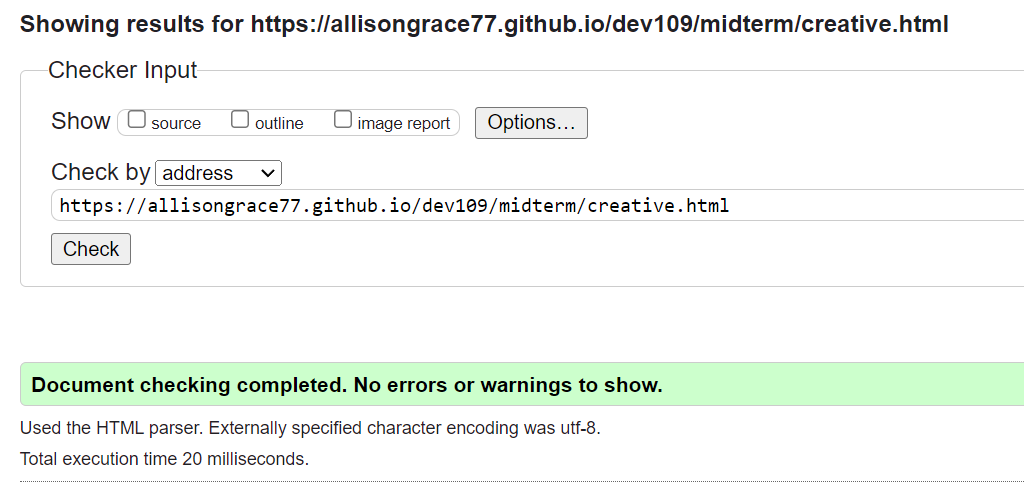 Showing results for https://allisongrace77.github.io/dev109/midterm/creative.html
Checker Input
Show source outline image report Options...
Check by address
https://allisongrace77.github.io/dev109/midterm/creative.html
Check
Document checking completed. No errors or warnings to show.
Used the HTML parser. Externally specified character encoding was utf-8.
Total execution time 20 milliseconds.